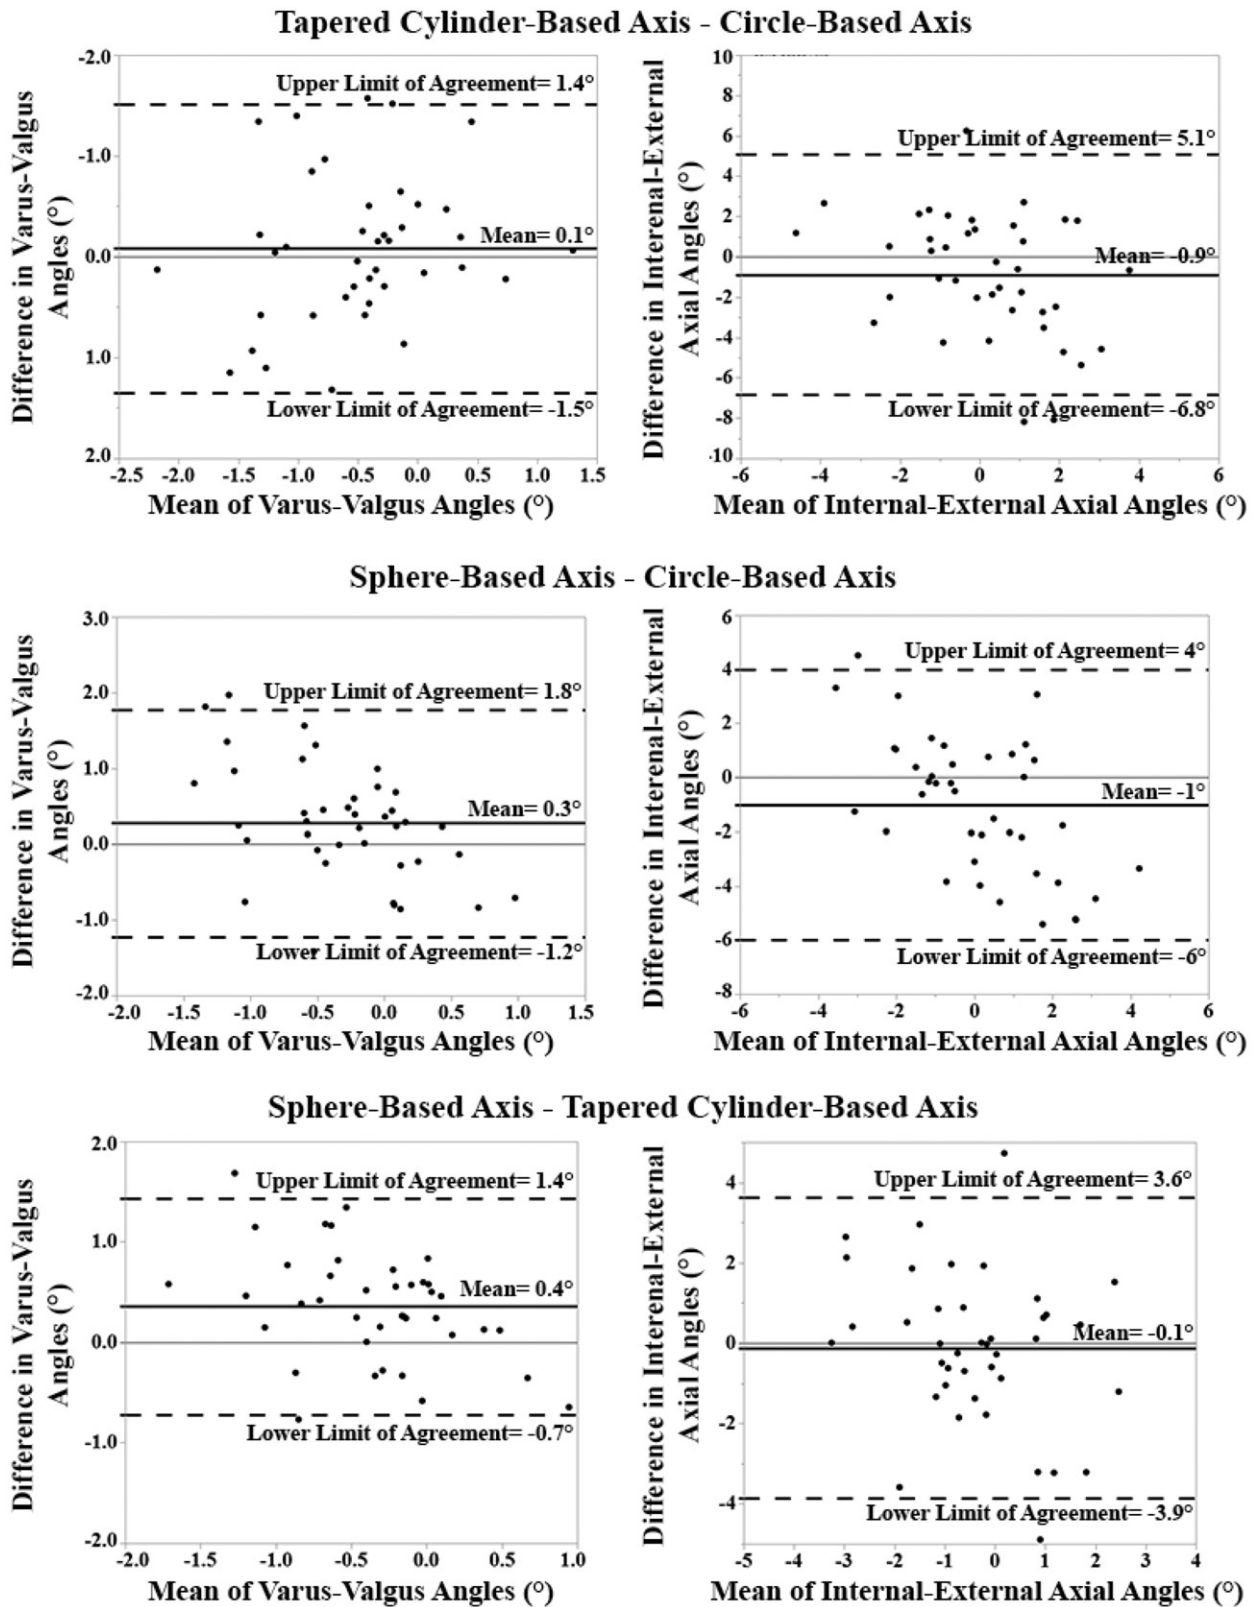 Tapered Cylinder-Based Axis - Circle-Based Axis
Difference in Varus-Valgus
Angles (°)
-2.0
-1.0
0.0
1.0
2.0
Upper Limit of Agreement= 1.4°
Mean= 0.1°
Lower Limit of Agreement= -1.5°
-2.5 -2.0 -1.5 -1.0 -0.5 0.0 0.5 1.0 1.5
Mean of Varus-Valgus Angles (°)
Difference in Interenal-External
Axial Angles (°)
10
8
6
4
2
0
-2
-4
-6
-8
-10
Upper Limit of Agreement= 5.1°
Mean= -0.9°
Lower Limit of Agreement= -6.8°
-6 -4 -2 0 2 4 6
Mean of Internal-External Axial Angles (°)
Sphere-Based Axis - Circle-Based Axis
Difference in Varus-Valgus
Angles (°)
3.0
2.0
1.0
0.0
-1.0
-2.0
Upper Limit of Agreement= 1.8°
Mean= 0.3°
Lower Limit of Agreement= -1.2°
-2.0 -1.5 -1.0 -0.5 0.0 0.5 1.0 1.5
Mean of Varus-Valgus Angles (°)
Difference in Interenal-External
Axial Angles (°)
6
4
2
0
-2
-4
-6
-8
Upper Limit of Agreement= 4°
Mean= -1°
Lower Limit of Agreement= -6°
-6 -4 -2 0 2 4 6
Mean of Internal-External Axial Angles (°)
Sphere-Based Axis - Tapered Cylinder-Based Axis
Difference in Varus-Valgus
Angles (°)
2.0
1.0
0.0
-1.0
-2.0
Upper Limit of Agreement= 1.4°
Mean= 0.4°
Lower Limit of Agreement= -0.7°
-2.0 -1.5 -1.0 -0.5 0.0 0.5 1.0
Mean of Varus-Valgus Angles (°)
Difference in Interenal-External
Axial Angles (°)
4
2
0
-2
-4
Upper Limit of Agreement= 3.6°
Mean= -0.1°
Lower Limit of Agreement= -3.9°
-5 -4 -3 -2 -1 0 1 2 3 4
Mean of Internal-External Axial Angles (°)